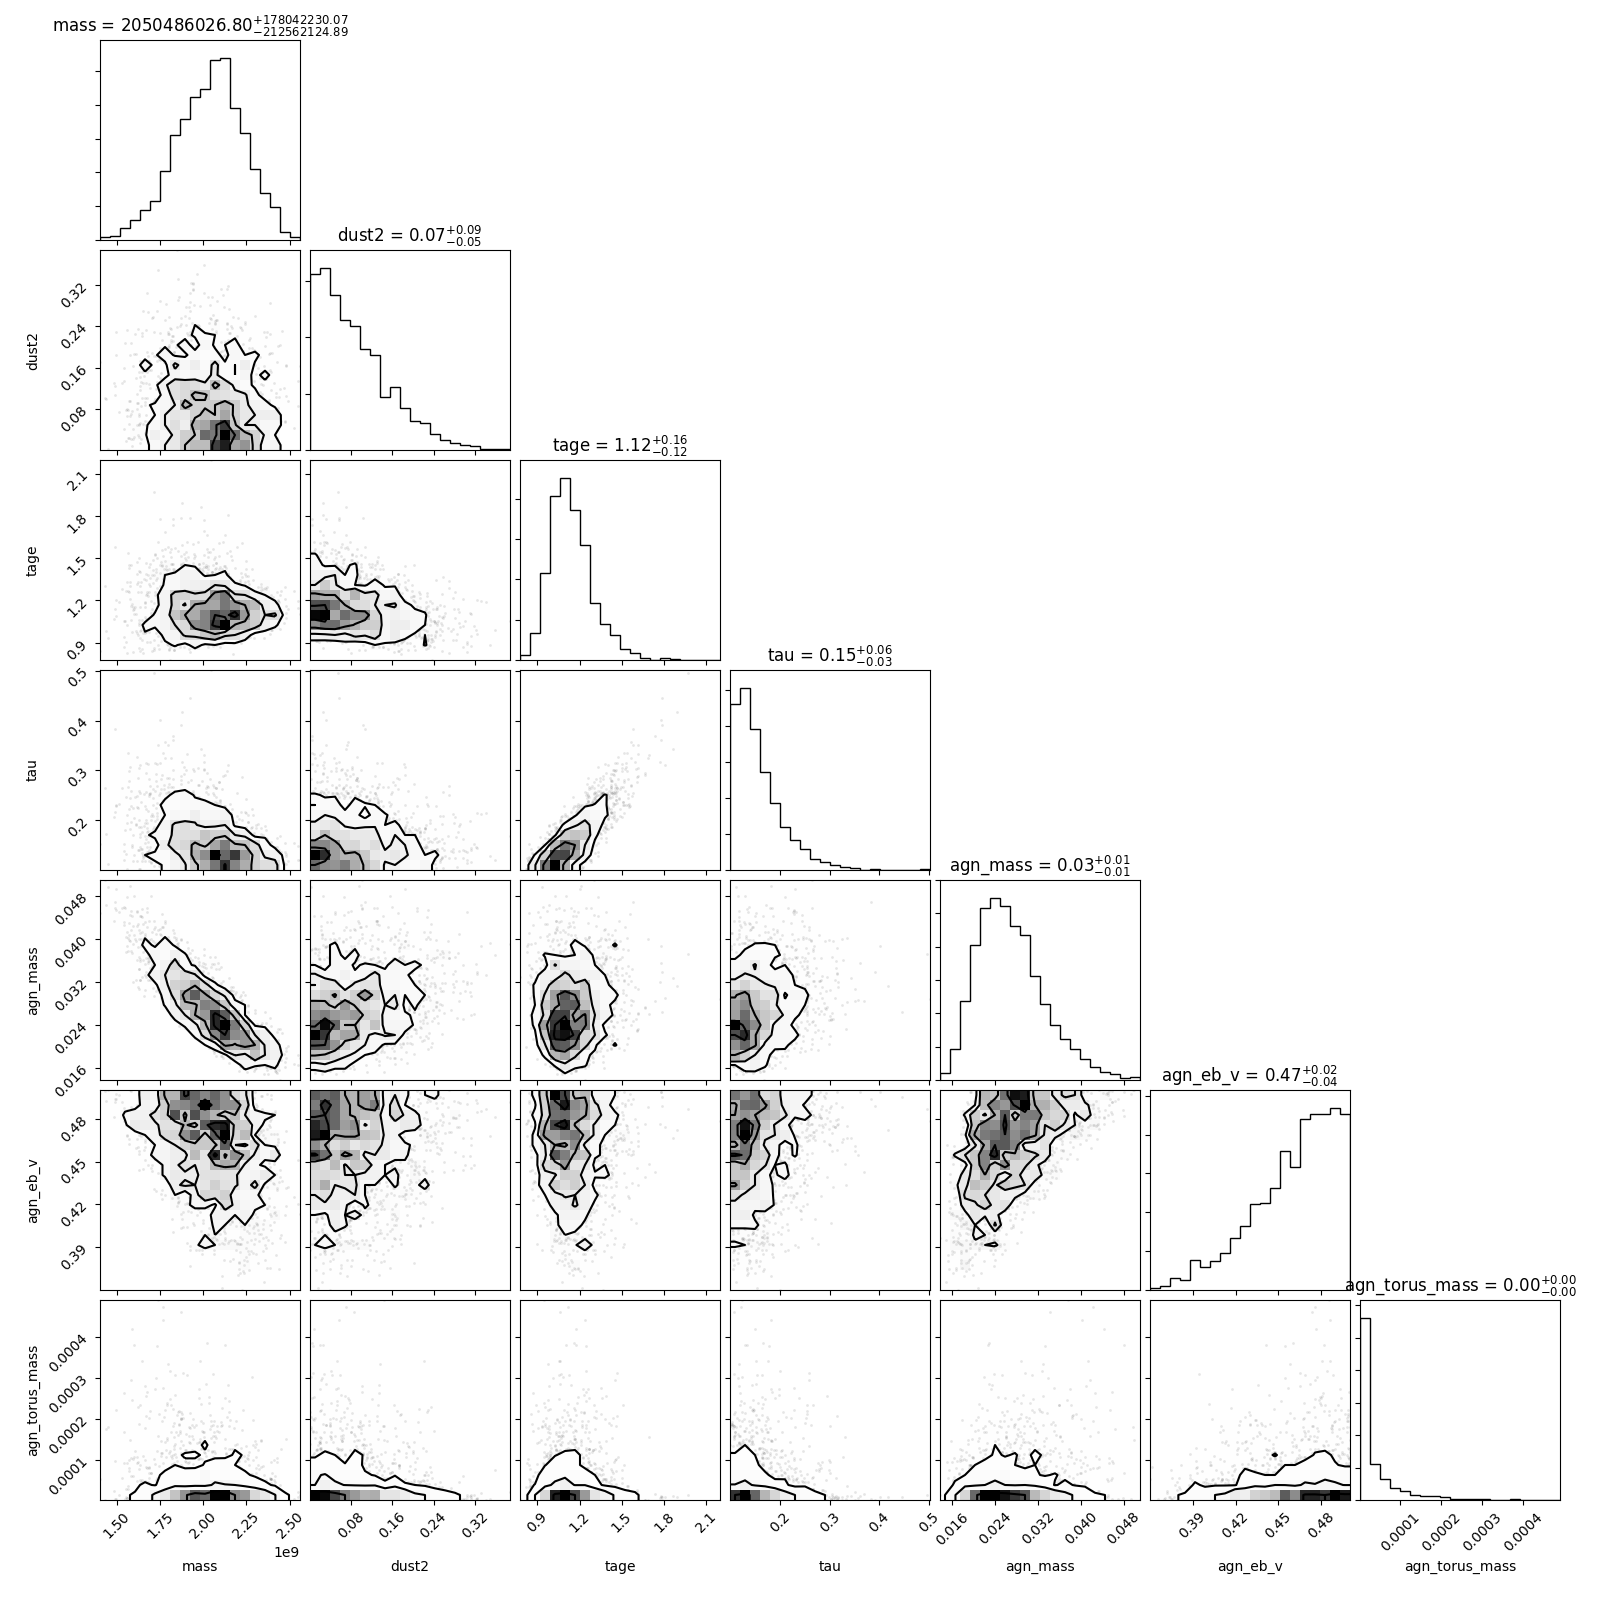 mass = 2050486026.80+178042230.07−212562124.89
dust2 = 0.07+0.09−0.05
0.32
0.24
0.16
0.08
dust2
tage = 1.12+0.16−0.12
2.1
1.8
1.5
1.2
0.9
tage
tau = 0.15+0.06−0.03
0.5
0.4
0.3
0.2
tau
agn_mass = 0.03+0.01−0.01
0.048
0.040
0.032
0.024
0.016
agn_mass
agn_eb_v = 0.47+0.02−0.04
0.48
0.45
0.42
0.39
agn_eb_v
agn_torus_mass = 0.00+0.00−0.00
0.0004
0.0003
0.0002
0.0001
agn_torus_mass
1.50 1.75 2.00 2.25 2.50 0.08 0.16 0.24 0.32 0.9 1.2 1.5 1.8 2.1 0.2 0.3 0.4 0.5 0.016 0.024 0.032 0.040 0.048 0.39 0.42 0.45 0.48 0.0001 0.0002 0.0003 0.0004
1e9
mass dust2 tage tau agn_mass agn_eb_v agn_torus_mass